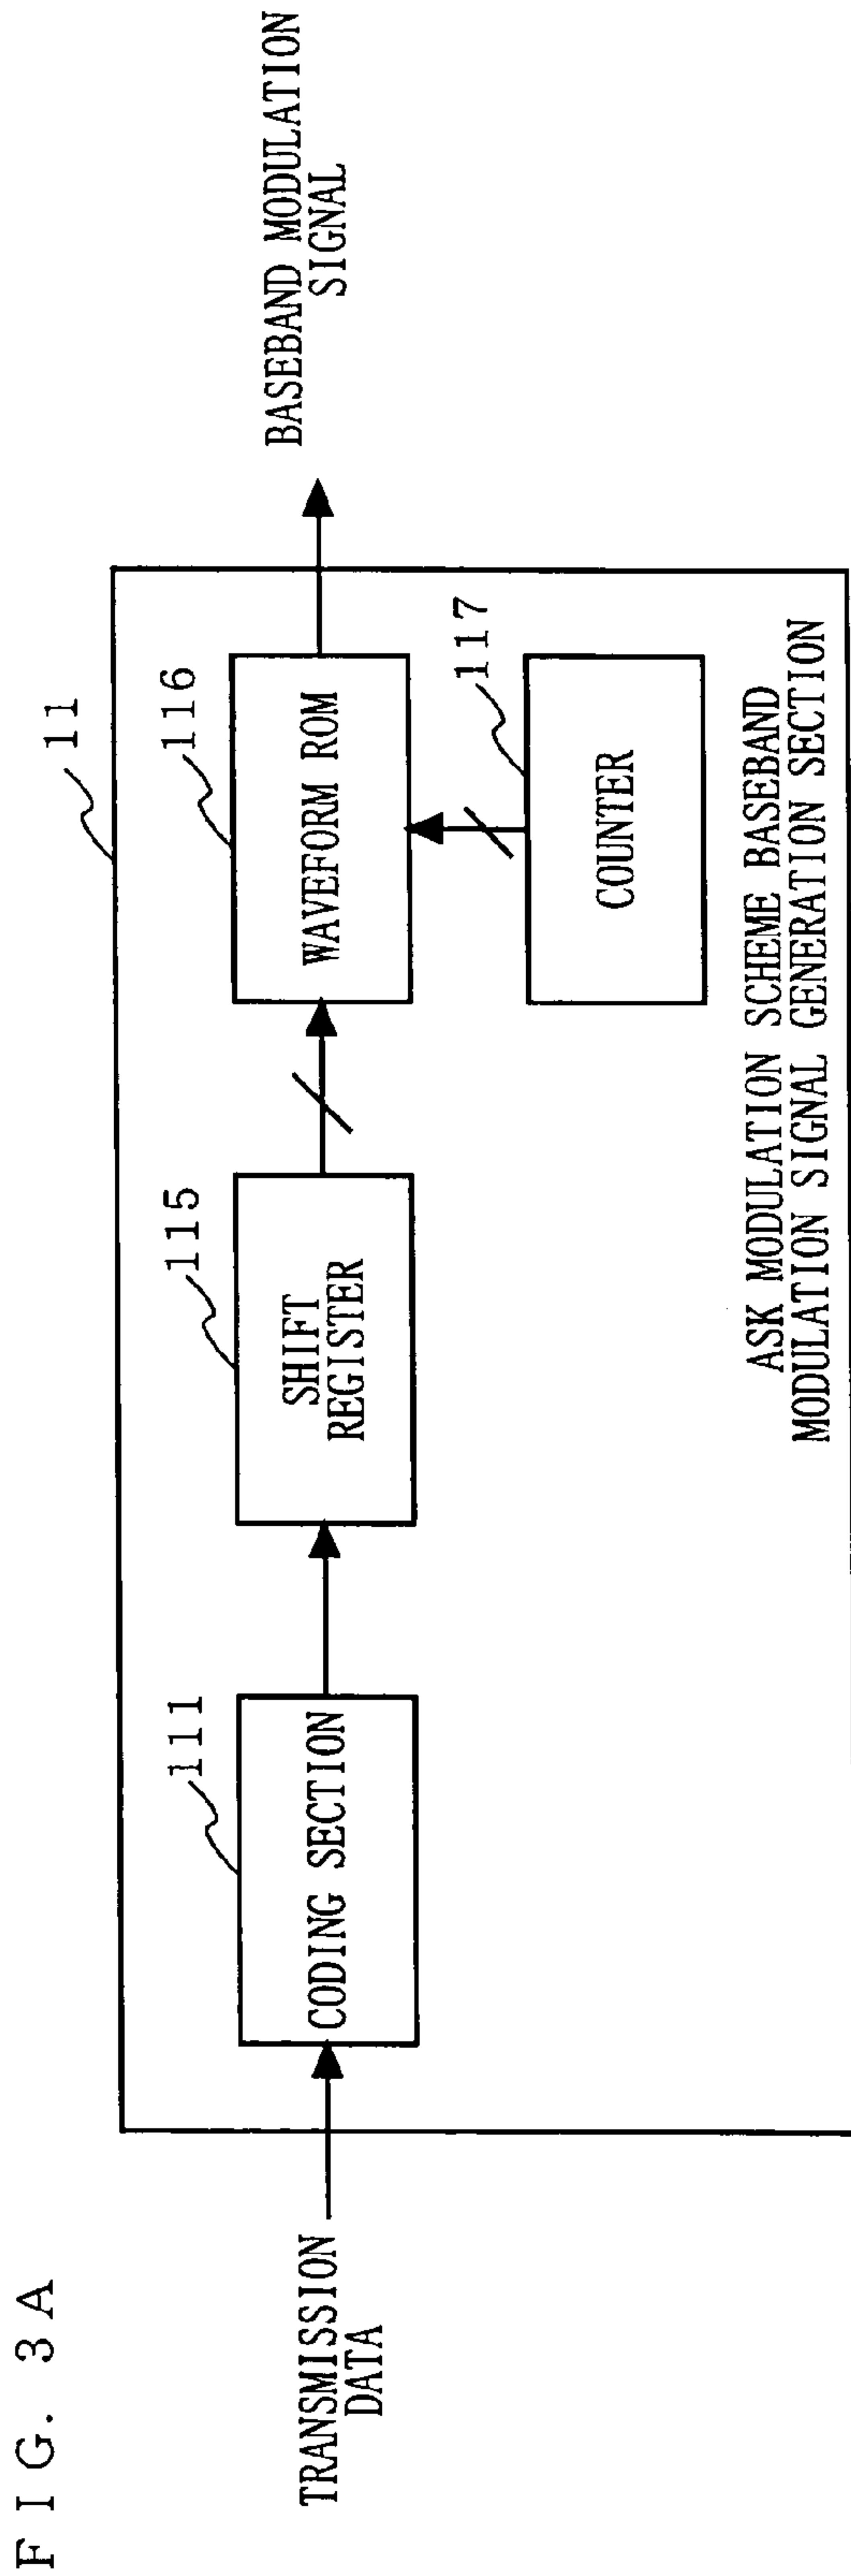 FIG. 3A
11
TRANSMISSION
DATA
111
CODING SECTION
115
SHIFT
REGISTER
116
WAVEFORM ROM
117
COUNTER
BASEBAND MODULATION
SIGNAL
ASK MODULATION SCHEME BASEBAND
MODULATION SIGNAL GENERATION SECTION